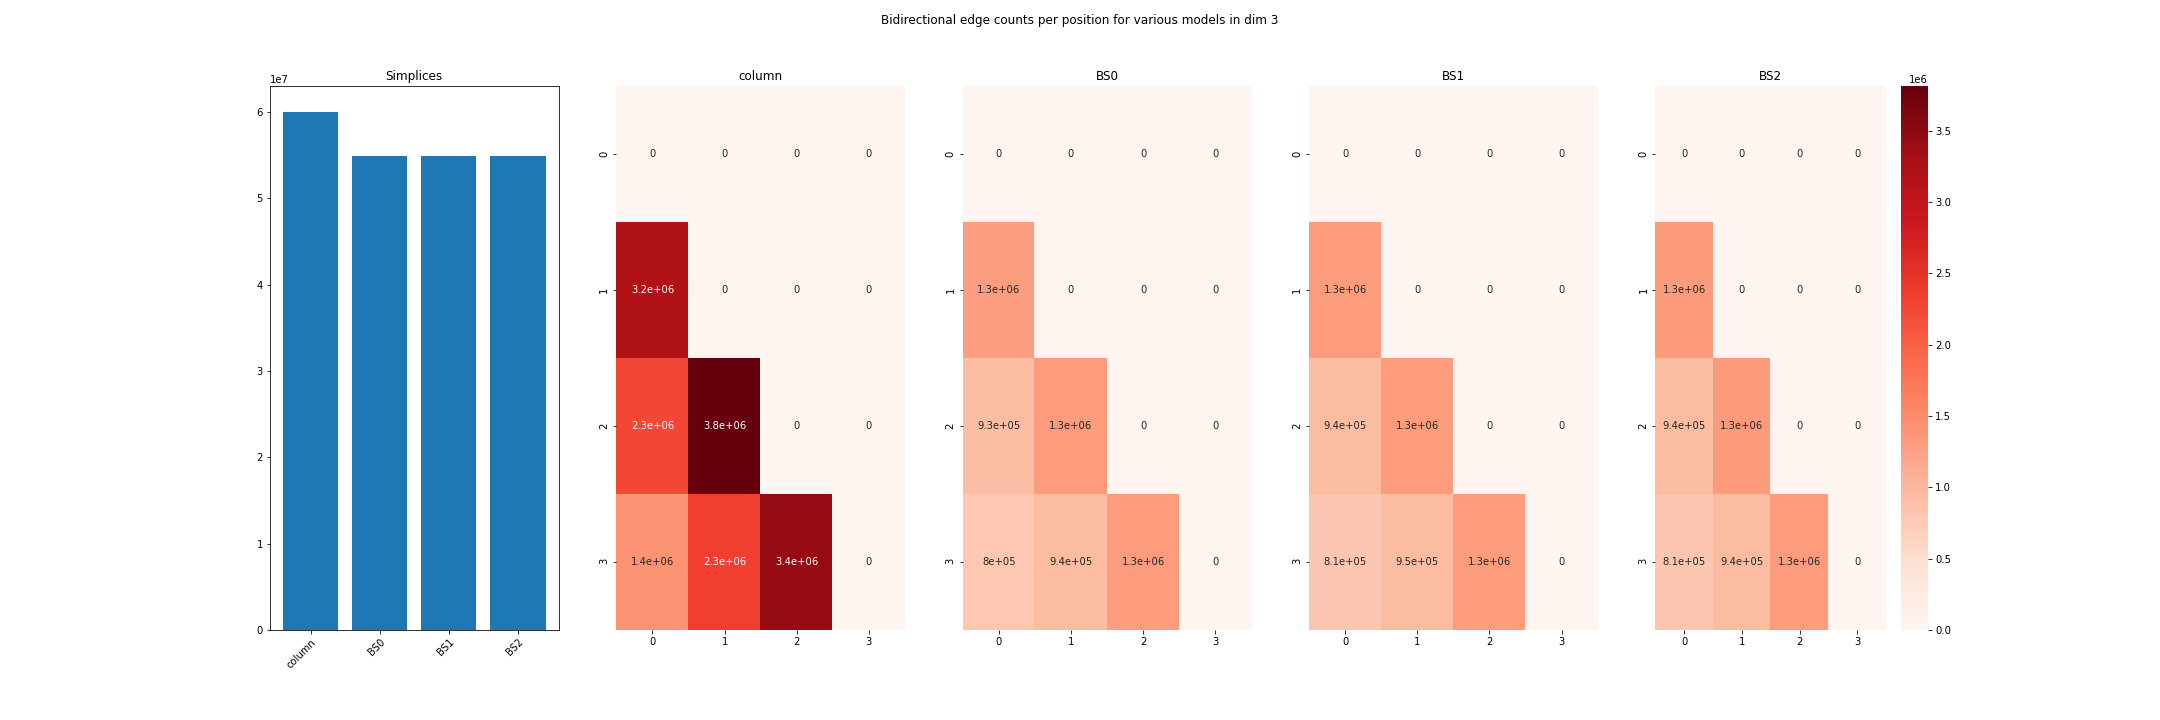 Bidirectional edge counts per position for various models in dim 3
Simplices
1e7
6
5
4
3
2
1
0
column
BS0
BS1
BS2
column
0 0 0 0 0
1 3.2e+06 0 0 0
2 2.3e+06 3.8e+06 0 0
3 1.4e+06 2.3e+06 3.4e+06 0
0 1 2 3
BS0
0 0 0 0 0
1 1.3e+06 0 0 0
2 9.3e+05 1.3e+06 0 0
3 8e+05 9.4e+05 1.3e+06 0
0 1 2 3
BS1
0 0 0 0 0
1 1.3e+06 0 0 0
2 9.4e+05 1.3e+06 0 0
3 8.1e+05 9.5e+05 1.3e+06 0
0 1 2 3
BS2
0 0 0 0 0
1 1.3e+06 0 0 0
2 9.4e+05 1.3e+06 0 0
3 8.1e+05 9.4e+05 1.3e+06 0
0 1 2 3
1e6
3.5
3.0
2.5
2.0
1.5
1.0
0.5
0.0